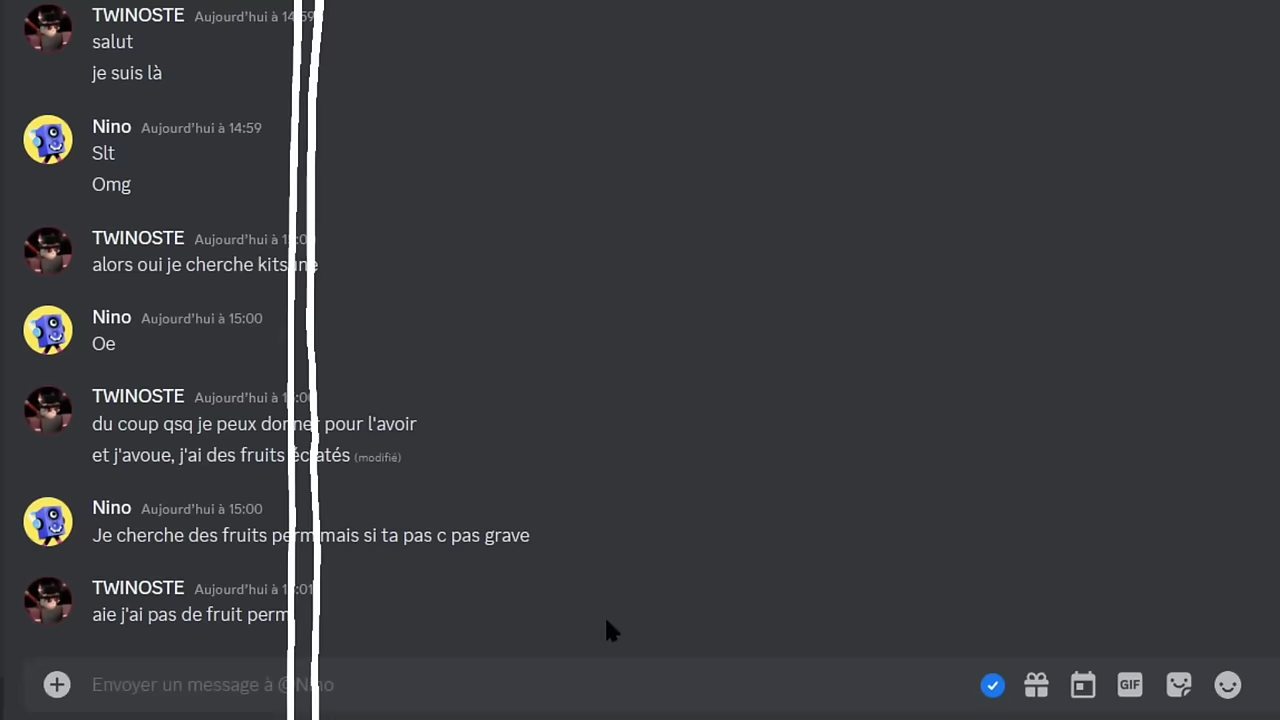 TWINOSTE Aujourd'hui à 14:59
salut
je suis là
Nino Aujourd'hui à 14:59
Slt
Omg
TWINOSTE Aujourd'hui à 15:00
alors oui je cherche kitsune
Nino Aujourd'hui à 15:00
Oe
TWINOSTE Aujourd'hui à 15:00
du coup qsq je peux donner pour l'avoir
et j'avoue, j'ai des fruits éclatés (modifié)
Nino Aujourd'hui à 15:00
Je cherche des fruits perm mais si ta pas c pas grave
TWINOSTE Aujourd'hui à 15:01
aie j'ai pas de fruit perm
Envoyer un message à @Nino
GIF